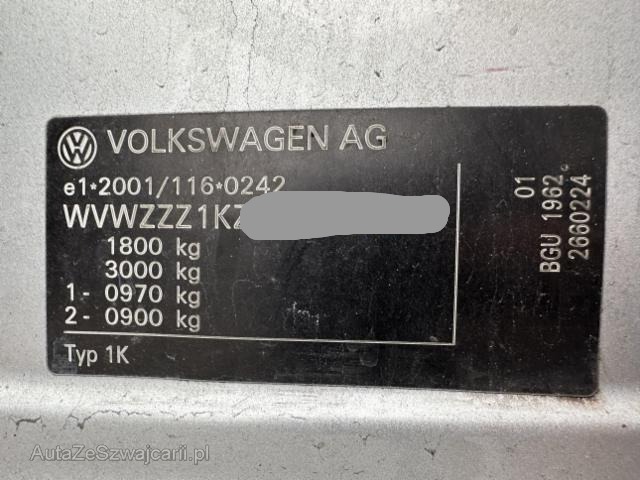 VOLKSWAGEN AG
e1*2001/116*0242
WVWZZZ1KZ
1800 kg
3000 kg
1 - 0970 kg
2 - 0900 kg
Typ 1K
01
BGU 1962.
2660224
AutaZeSzwajcarii.pl